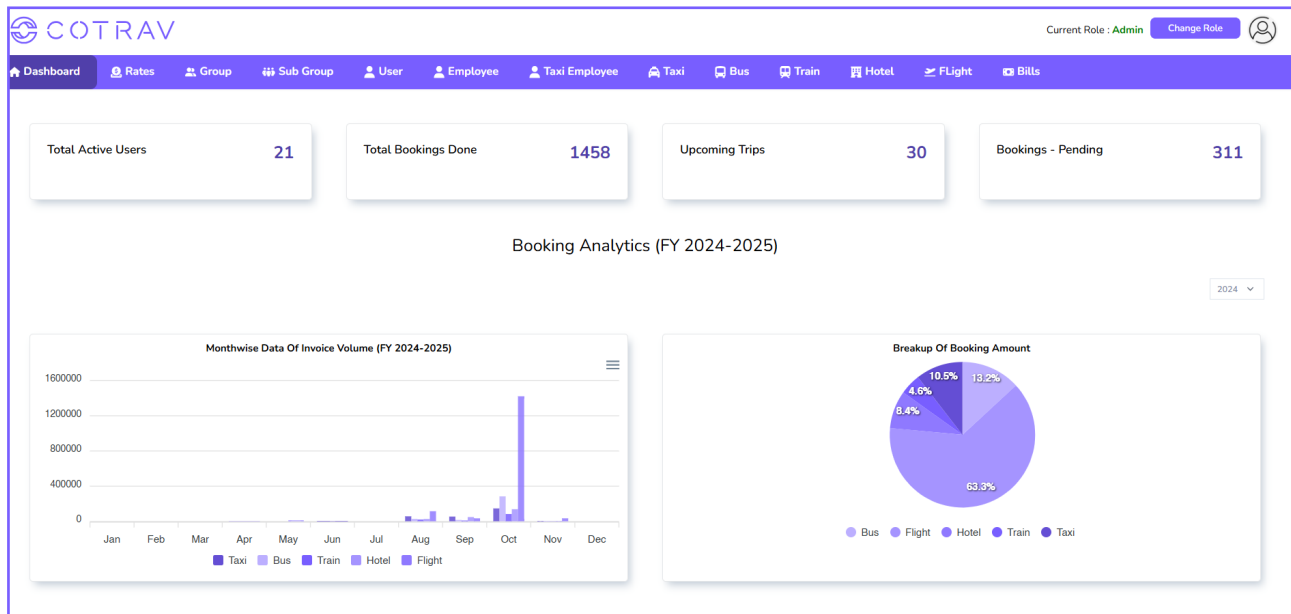 COTRAV
Current Role : Admin
Change Role
Dashboard Rates Group Sub Group User Employee Taxi Employee Taxi Bus Train Hotel FLight Bills
Total Active Users 21
Total Bookings Done 1458
Upcoming Trips 30
Bookings - Pending 311
Booking Analytics (FY 2024-2025)
2024
Monthwise Data Of Invoice Volume (FY 2024-2025)
1600000
1200000
800000
400000
0
Jan Feb Mar Apr May Jun Jul Aug Sep Oct Nov Dec
Taxi Bus Train Hotel Flight
Breakup Of Booking Amount
10.5% 13.2%
4.6%
8.4%
63.3%
Bus Flight Hotel Train Taxi